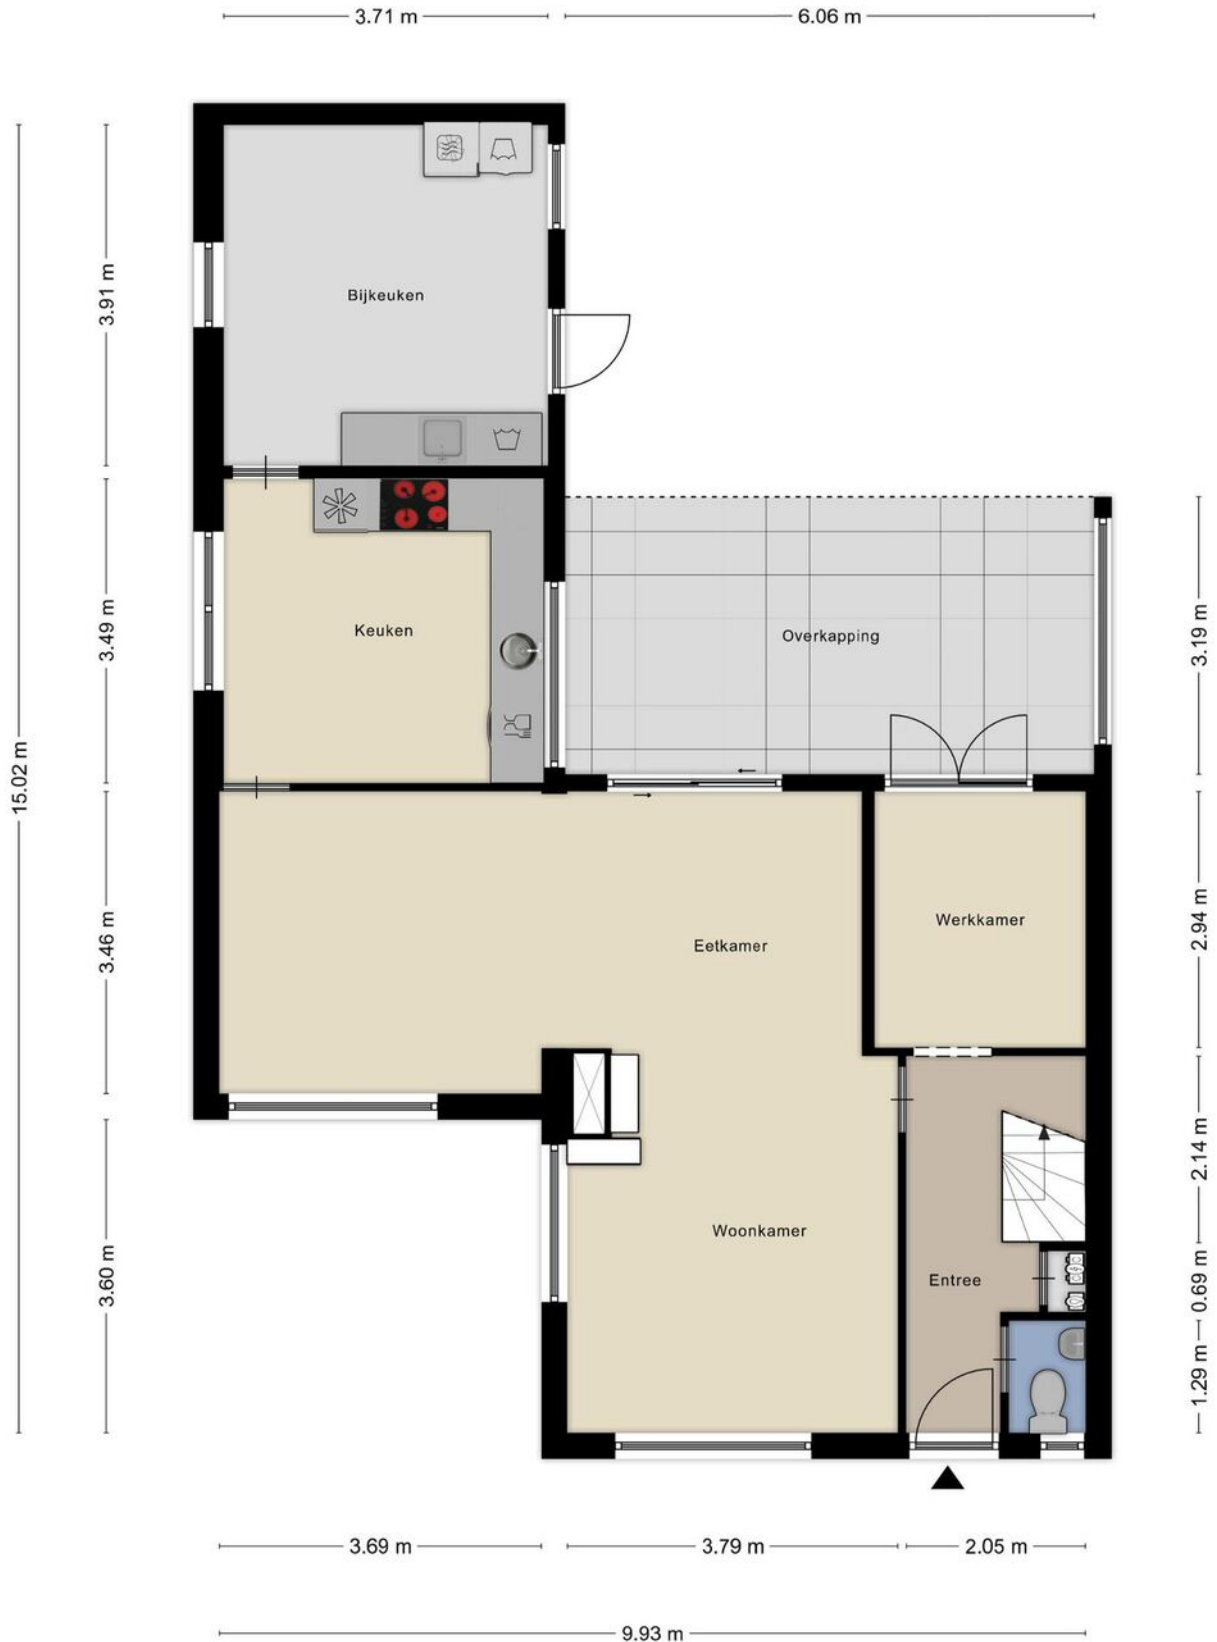 3.71 m
6.06 m
Bijkeuken
3.91 m
Keuken
3.49 m
Overkapping
3.19 m
15.02 m
3.46 m
Eetkamer
Werkkamer
2.94 m
2.14 m
Woonkamer
3.60 m
Entree
0.69 m
1.29 m
3.69 m
3.79 m
2.05 m
9.93 m